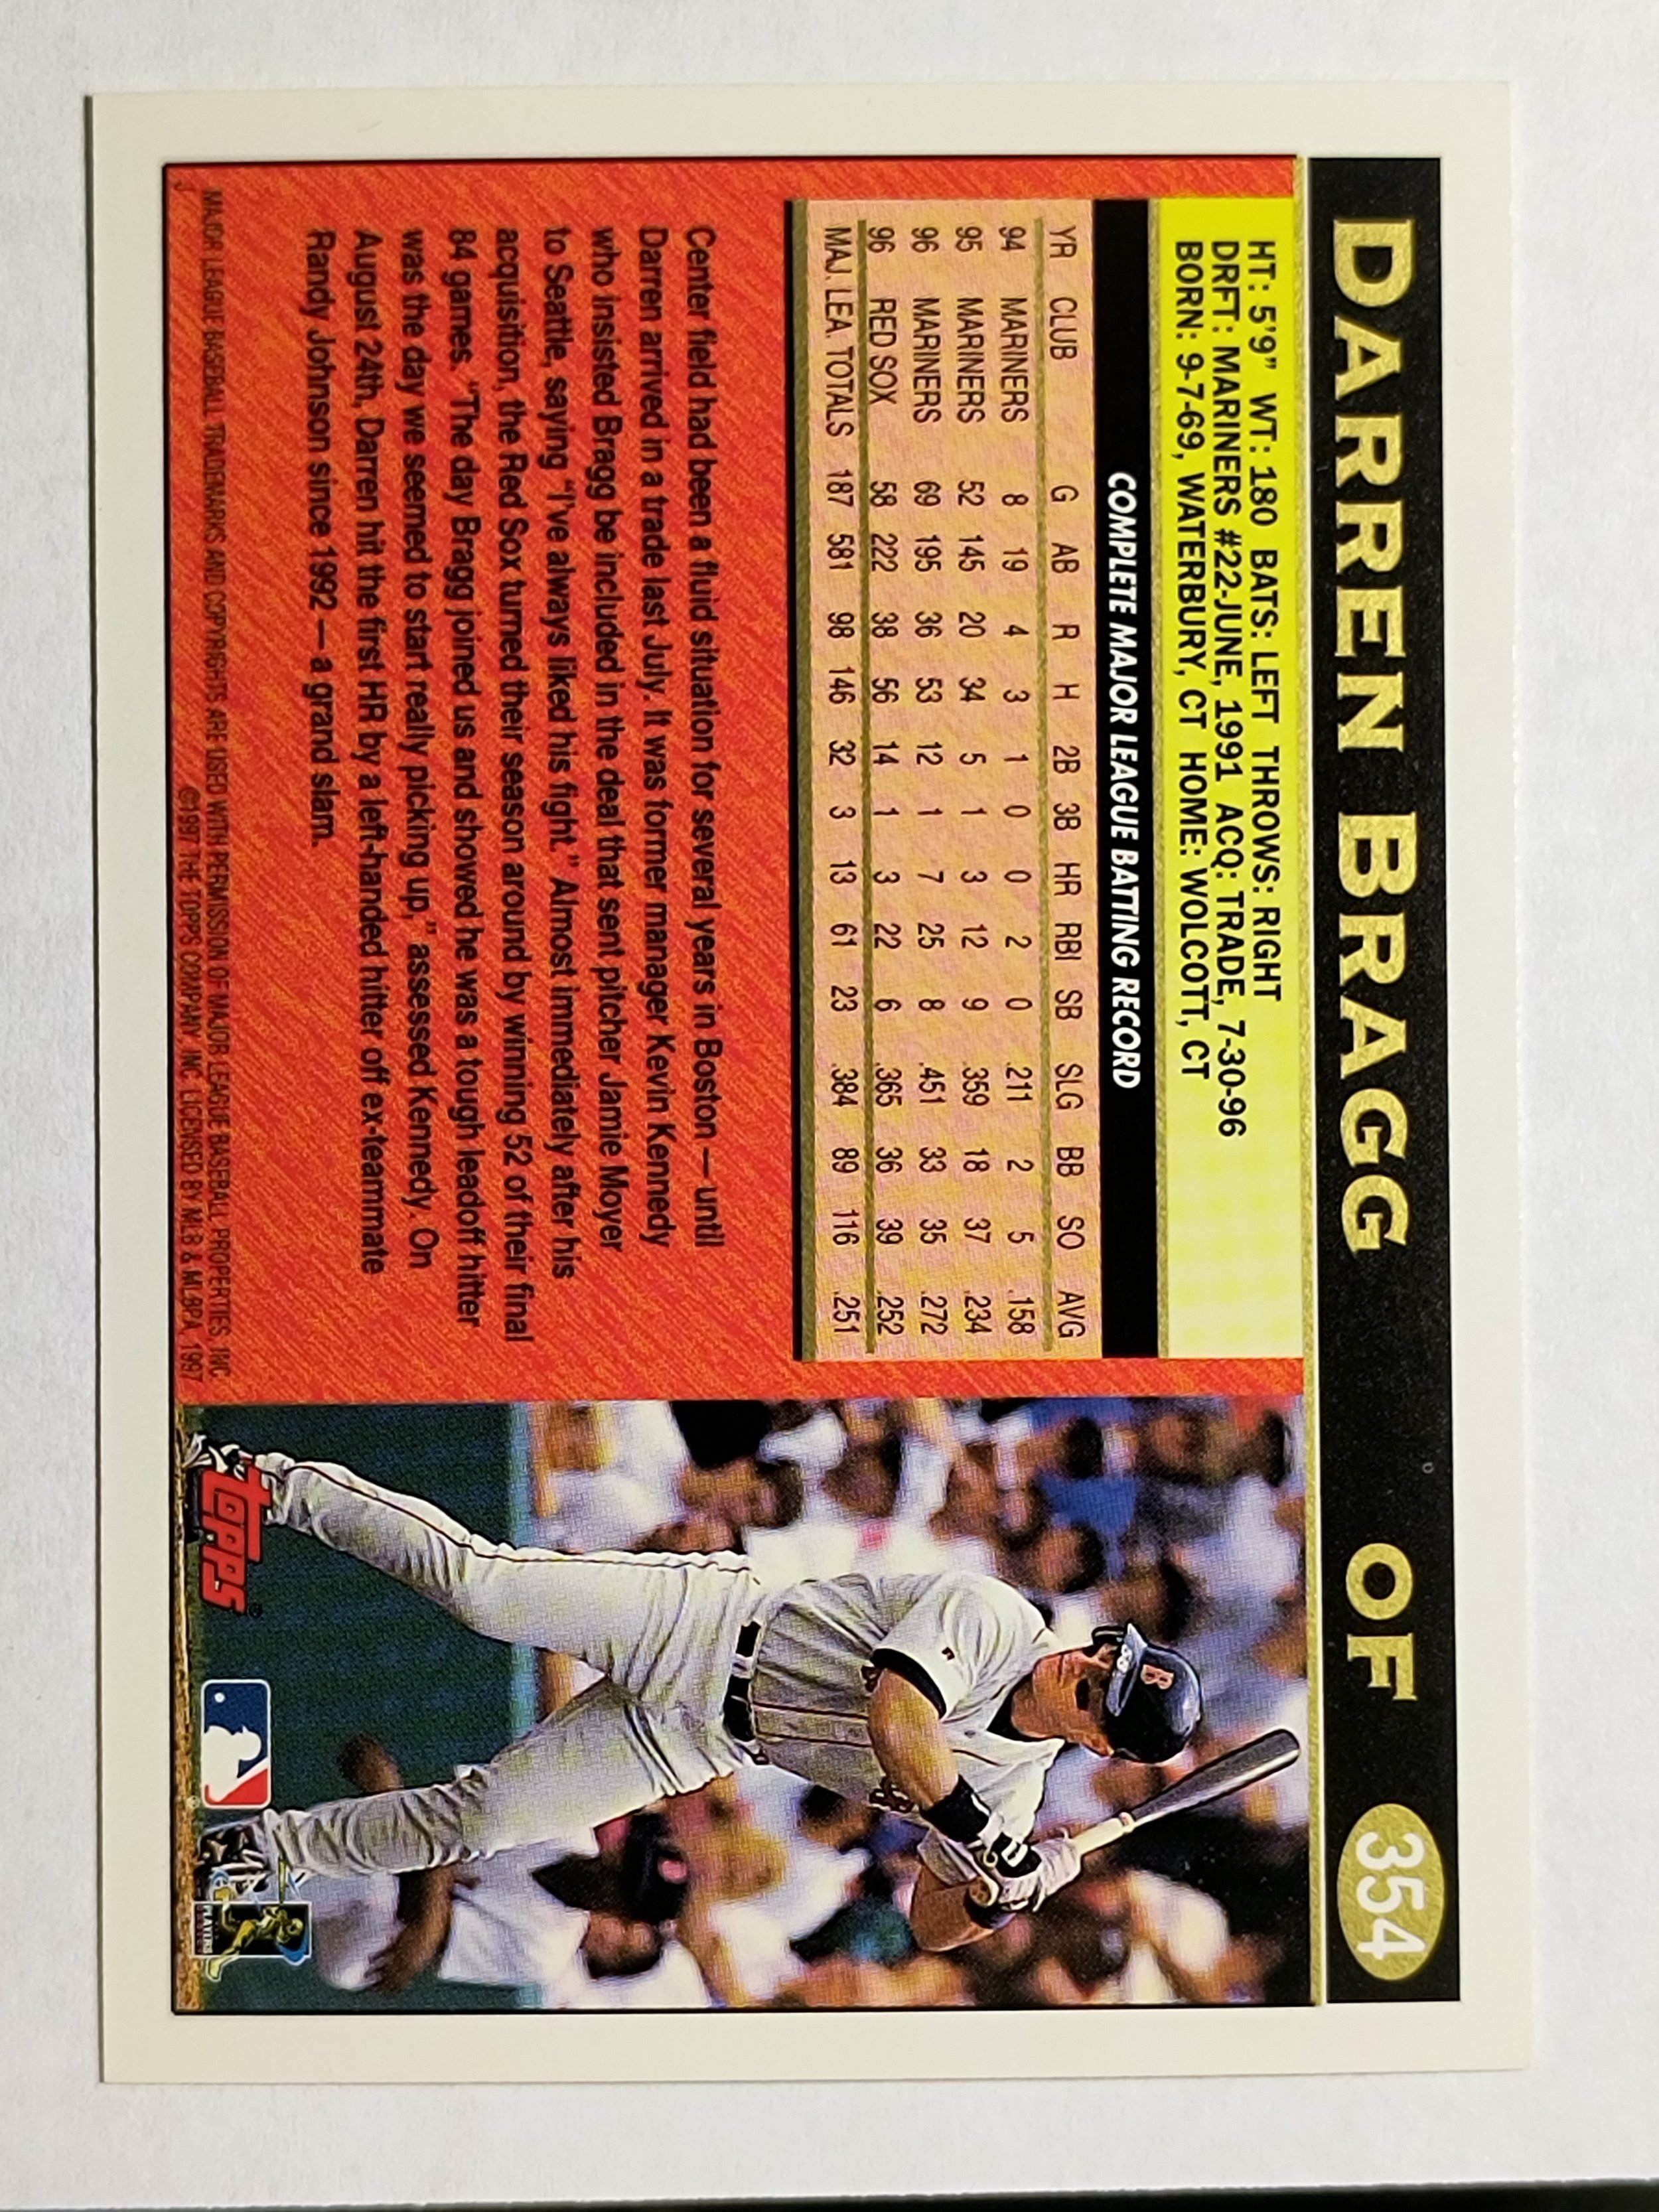 DARREN BRAGG OF 354
HT: 5'9" WT: 180 BATS: LEFT THROWS: RIGHT
DRFT: MARINERS #22-JUNE, 1991 ACQ: TRADE, 7-30-96
BORN: 9-7-69, WATERBURY, CT HOME: WOLCOTT, CT
COMPLETE MAJOR LEAGUE BATTING RECORD
YR CLUB G AB R H 2B 3B HR RBI SB SLG BB SO AVG
94 MARINERS 8 19 4 3 1 0 0 2 0 .211 2 5 .158
95 MARINERS 52 145 20 34 5 1 3 12 9 .359 18 37 .234
96 MARINERS 69 195 36 53 12 1 7 25 8 .451 33 35 .272
96 RED SOX 58 222 38 56 14 1 3 22 6 .365 36 39 .252
MAJ. LEA. TOTALS 187 581 98 146 32 3 13 61 23 .384 89 116 .251
Center field had been a fluid situation for several years in Boston — until
Darren arrived in a trade last July. It was former manager Kevin Kennedy
who insisted Bragg be included in the deal that sent pitcher Jamie Moyer
to Seattle, saying "I've always liked his fight." Almost immediately after his
acquisition, the Red Sox turned their season around by winning 52 of their final
84 games. "The day Bragg joined us and showed he was a tough leadoff hitter
was the day we seemed to start really picking up," assessed Kennedy. On
August 24th, Darren hit the first HR by a left-handed hitter off ex-teammate
Randy Johnson since 1992 — a grand slam.
MAJOR LEAGUE BASEBALL TRADEMARKS AND COPYRIGHTS ARE USED WITH PERMISSION OF MAJOR LEAGUE BASEBALL PROPERTIES, INC.
J ©1997 THE TOPPS COMPANY, INC. LICENSED BY MLB & MLBPA, 1997
B
TOPPS ®
PLAYERS